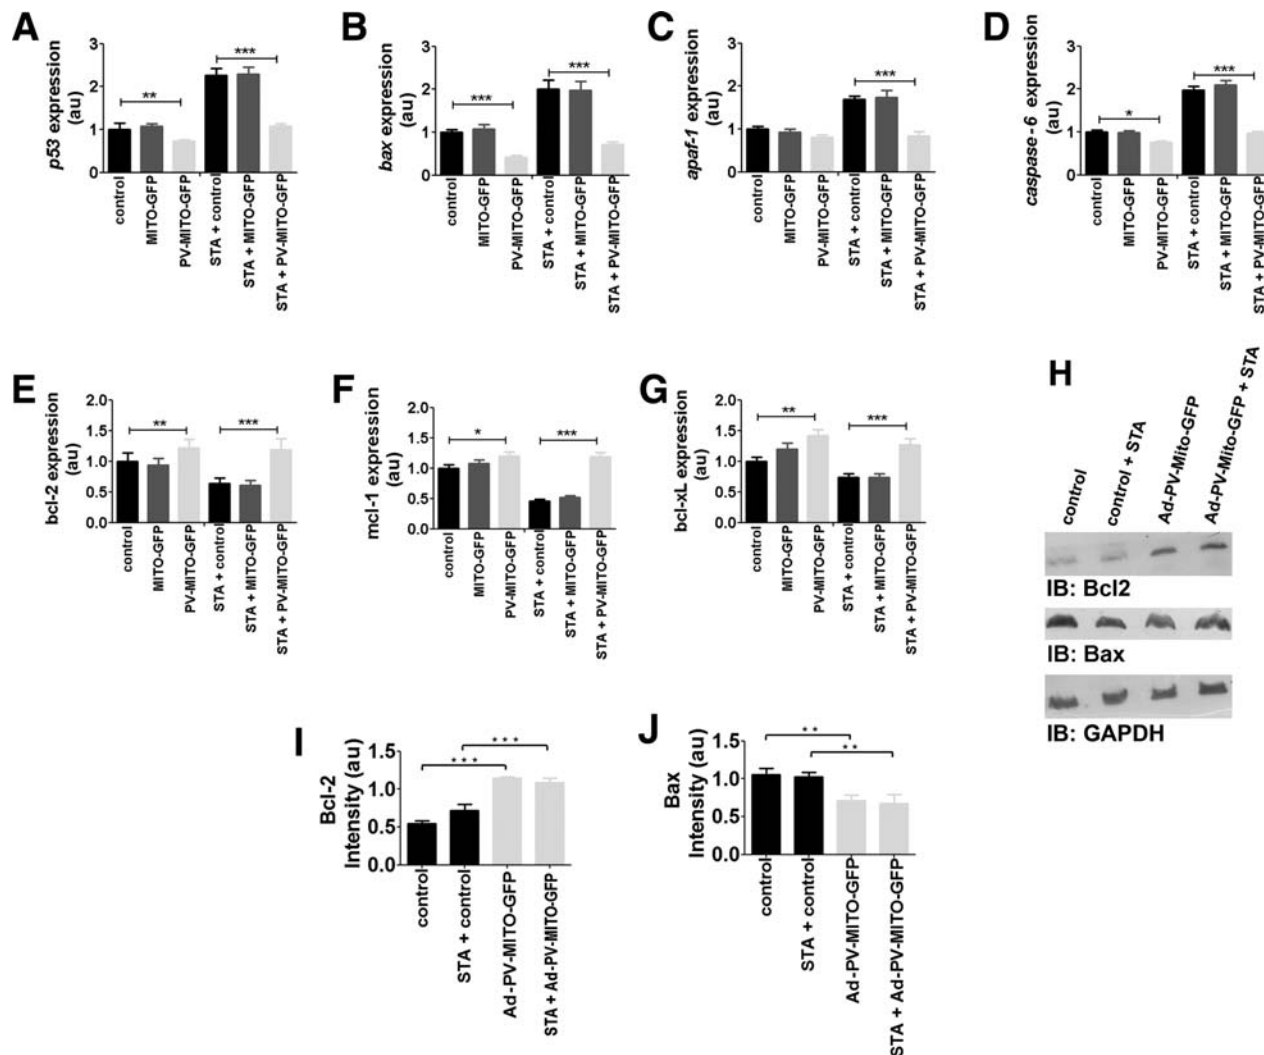 A
p53 expression
(au)
3
2
1
0
**
***
control
MITO-GFP
PV-MITO-GFP
STA + control
STA + MITO-GFP
STA + PV-MITO-GFP
B
bax expression
(au)
3
2
1
0
***
***
control
MITO-GFP
PV-MITO-GFP
STA + control
STA + MITO-GFP
STA + PV-MITO-GFP
C
apaf-1 expression
(au)
3
2
1
0
***
control
MITO-GFP
PV-MITO-GFP
STA + control
STA + MITO-GFP
STA + PV-MITO-GFP
D
caspase-6 expression
(au)
3
2
1
0
*
***
control
MITO-GFP
PV-MITO-GFP
STA + control
STA + MITO-GFP
STA + PV-MITO-GFP
E
bcl-2 expression
(au)
2.0
1.5
1.0
0.5
0.0
**
***
control
MITO-GFP
PV-MITO-GFP
STA + control
STA + MITO-GFP
STA + PV-MITO-GFP
F
mcl-1 expression
(au)
2.0
1.5
1.0
0.5
0.0
*
***
control
MITO-GFP
PV-MITO-GFP
STA + control
STA + MITO-GFP
STA + PV-MITO-GFP
G
bcl-xL expression
(au)
2.0
1.5
1.0
0.5
0.0
**
***
control
MITO-GFP
PV-MITO-GFP
STA + control
STA + MITO-GFP
STA + PV-MITO-GFP
H
control
control + STA
Ad-PV-Mito-GFP
Ad-PV-Mito-GFP + STA
IB: Bcl2
IB: Bax
IB: GAPDH
I
Bcl-2
Intensity (au)
1.5
1.0
0.5
0.0
***
***
control
STA + control
Ad-PV-MITO-GFP
STA + Ad-PV-MITO-GFP
J
Bax
Intensity (au)
1.5
1.0
0.5
0.0
**
**
control
STA + control
Ad-PV-MITO-GFP
STA + Ad-PV-MITO-GFP